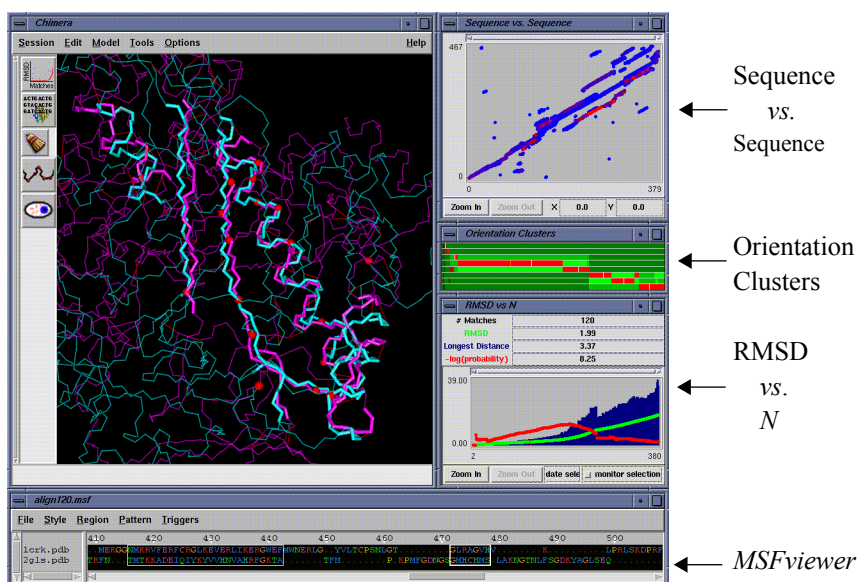 Chimera
Session Edit Model Tools Options Help
RMSD
Matches
Sequence vs. Sequence
467
0
0 379
Zoom In Zoom Out X 0.0 Y 0.0
Sequence
vs.
Sequence
Orientation Clusters
Orientation
Clusters
RMSD vs N
# Matches 120
RMSD 1.99
Longest Distance 3.37
-log(probability) 8.25
39.00
0.00
2 380
Zoom In Zoom Out date sele monitor selection
RMSD
vs.
N
align120.msf
File Style Region Pattern Triggers
410 420 430 440 450 460 470 480 490 500
1crk.pdb
2gls.pdb
MSFviewer